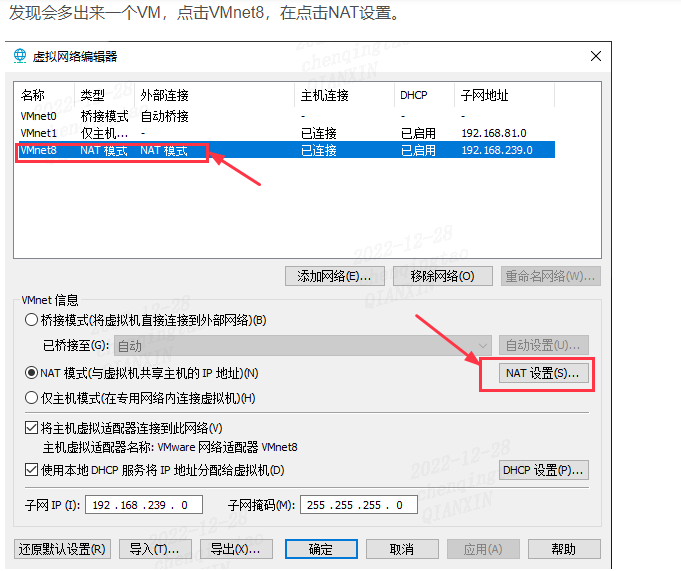 发现会多出来一个VM，点击VMnet8，在点击NAT设置。
虚拟网络编辑器
名称 类型 外部连接 主机连接 DHCP 子网地址
VMnet0 桥接模式 自动桥接 - - -
VMnet1 仅主机... - 已连接 已启用 192.168.81.0
VMnet8 NAT 模式 NAT 模式 已连接 已启用 192.168.239.0
添加网络(E)... 移除网络(O) 重命名网络(W)...
VMnet 信息
桥接模式(将虚拟机直接连接到外部网络)(B)
已桥接至(G): 自动 自动设置(U)...
NAT 模式(与虚拟机共享主机的 IP 地址)(N) NAT 设置(S)...
仅主机模式(在专用网络内连接虚拟机)(H)
将主机虚拟适配器连接到此网络(V)
主机虚拟适配器名称: VMware 网络适配器 VMnet8
使用本地 DHCP 服务将 IP 地址分配给虚拟机(D) DHCP 设置(P)...
子网 IP (I): 192 . 168 . 239 . 0 子网掩码(M): 255 . 255 . 255 . 0
还原默认设置(R) 导入(T)... 导出(X)... 确定 取消 应用(A) 帮助
2022-12-28
chenqingtao
QIANXIN